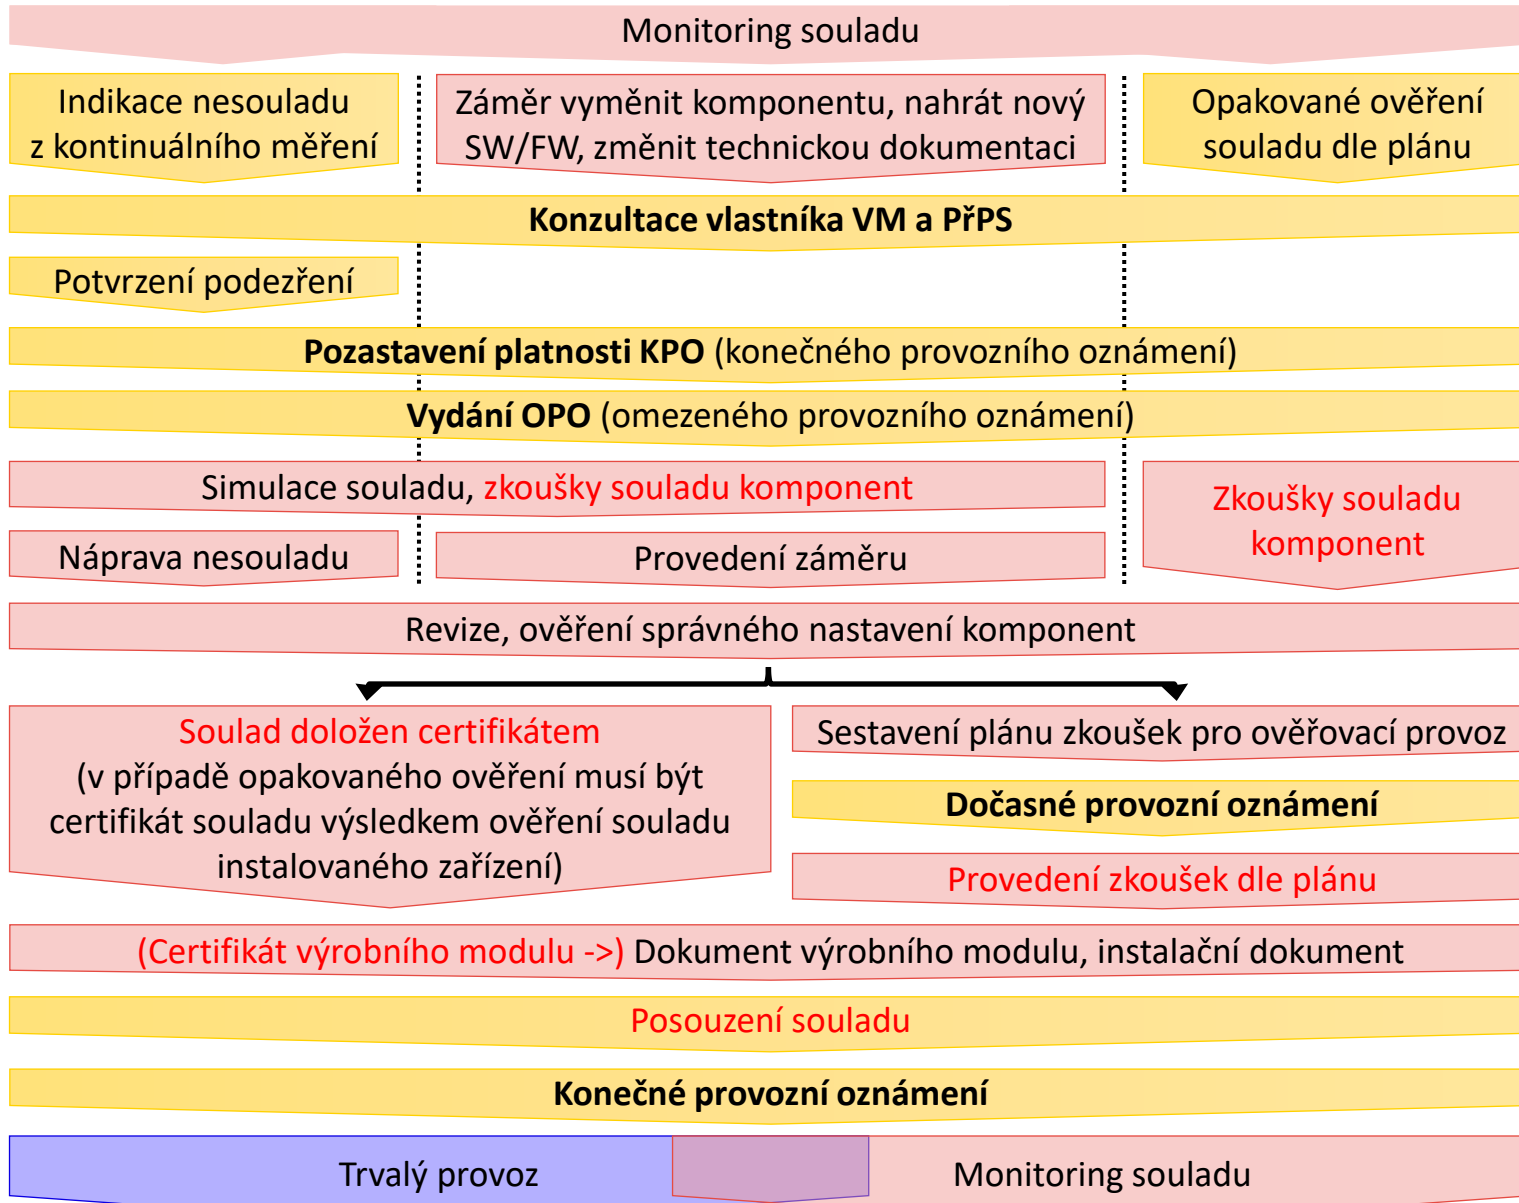 Monitoring souladu
Indikace nesouladu
z kontinuálního měření
Záměr vyměnit komponentu, nahrát nový
SW/FW, změnit technickou dokumentaci
Opakované ověření
souladu dle plánu
Konzultace vlastníka VM a PřPS
Potvrzení podezření
Pozastavení platnosti KPO (konečného provozního oznámení)
Vydání OPO (omezeného provozního oznámení)
Simulace souladu, zkoušky souladu komponent
Zkoušky souladu
komponent
Náprava nesouladu
Provedení záměru
Revize, ověření správného nastavení komponent
Soulad doložen certifikátem
(v případě opakovaného ověření musí být
certifikát souladu výsledkem ověření souladu
instalovaného zařízení)
Sestavení plánu zkoušek pro ověřovací provoz
Dočasné provozní oznámení
Provedení zkoušek dle plánu
(Certifikát výrobního modulu ->) Dokument výrobního modulu, instalační dokument
Posouzení souladu
Konečné provozní oznámení
Trvalý provoz
Monitoring souladu